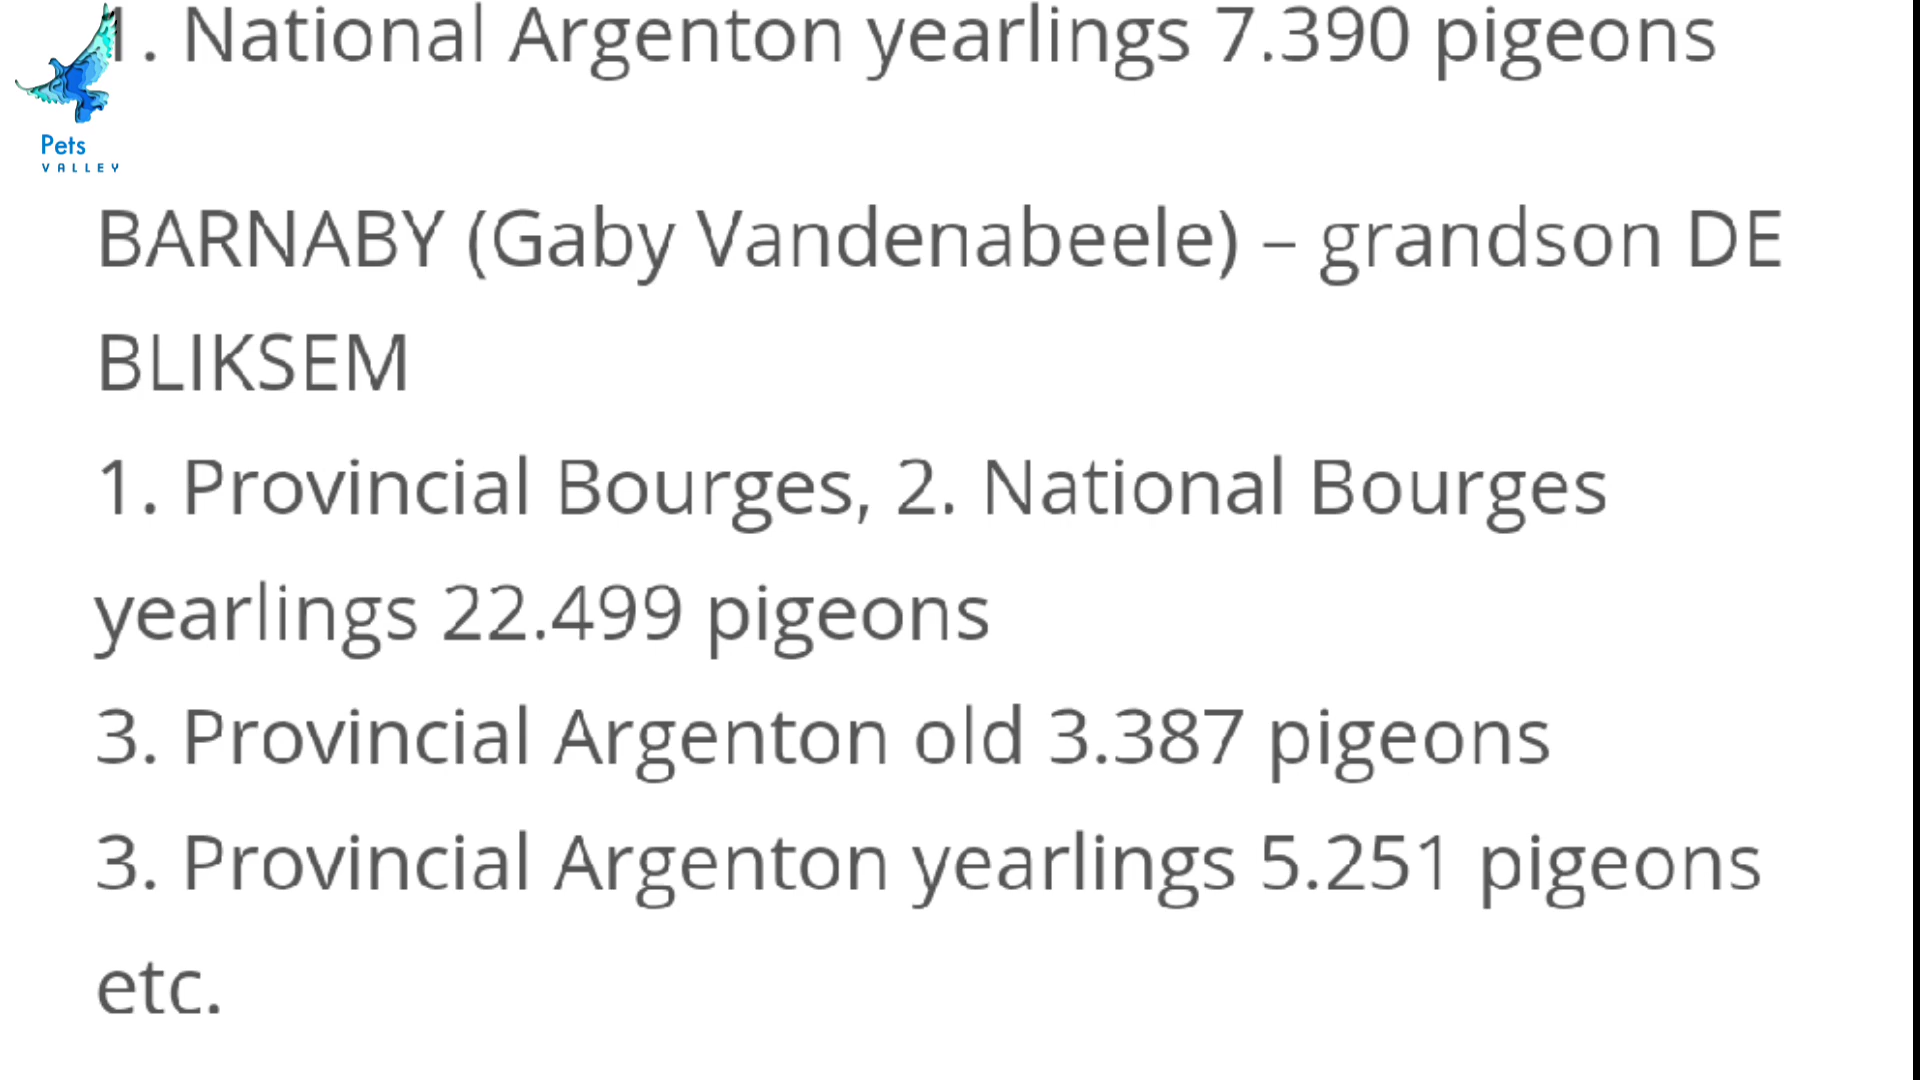 1. National Argenton yearlings 7.390 pigeons
Pets
VALLEY
BARNABY (Gaby Vandenabeele) – grandson DE
BLIKSEM
1. Provincial Bourges, 2. National Bourges
yearlings 22.499 pigeons
3. Provincial Argenton old 3.387 pigeons
3. Provincial Argenton yearlings 5.251 pigeons
etc.